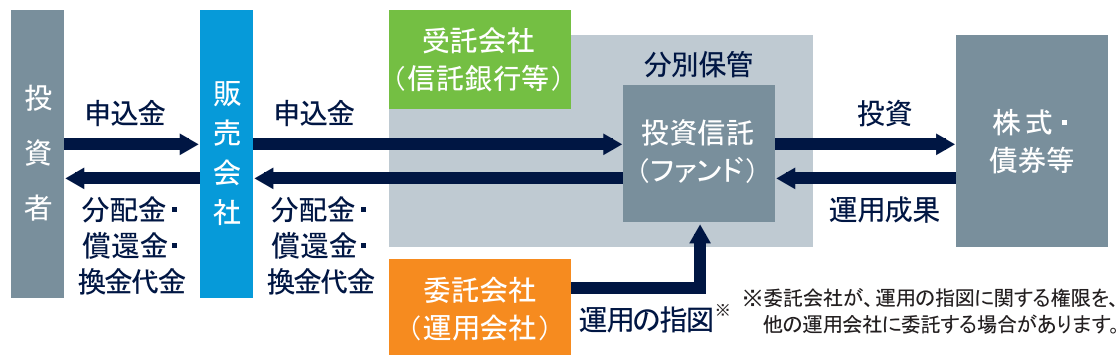 投資者
申込金
分配金・
償還金・
換金代金
販売会社
申込金
分配金・
償還金・
換金代金
受託会社
（信託銀行等）
分別保管
投資信託
（ファンド）
委託会社
（運用会社）
運用の指図※
投資
運用成果
株式・
債券等
※委託会社が、運用の指図に関する権限を、
他の運用会社に委託する場合があります。